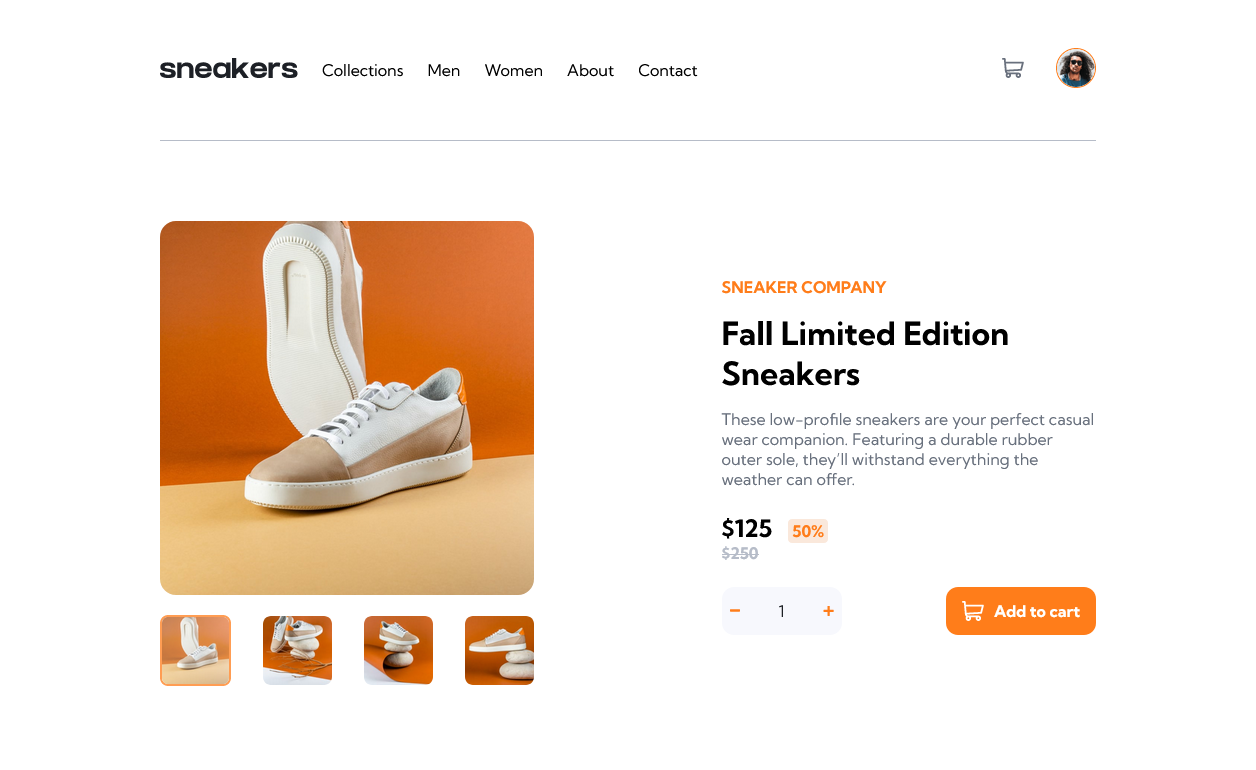 sneakers Collections Men Women About Contact
SNEAKER COMPANY
Fall Limited Edition
Sneakers
These low-profile sneakers are your perfect casual
wear companion. Featuring a durable rubber
outer sole, they’ll withstand everything the
weather can offer.
$125 50%
$250
− 1 + Add to cart